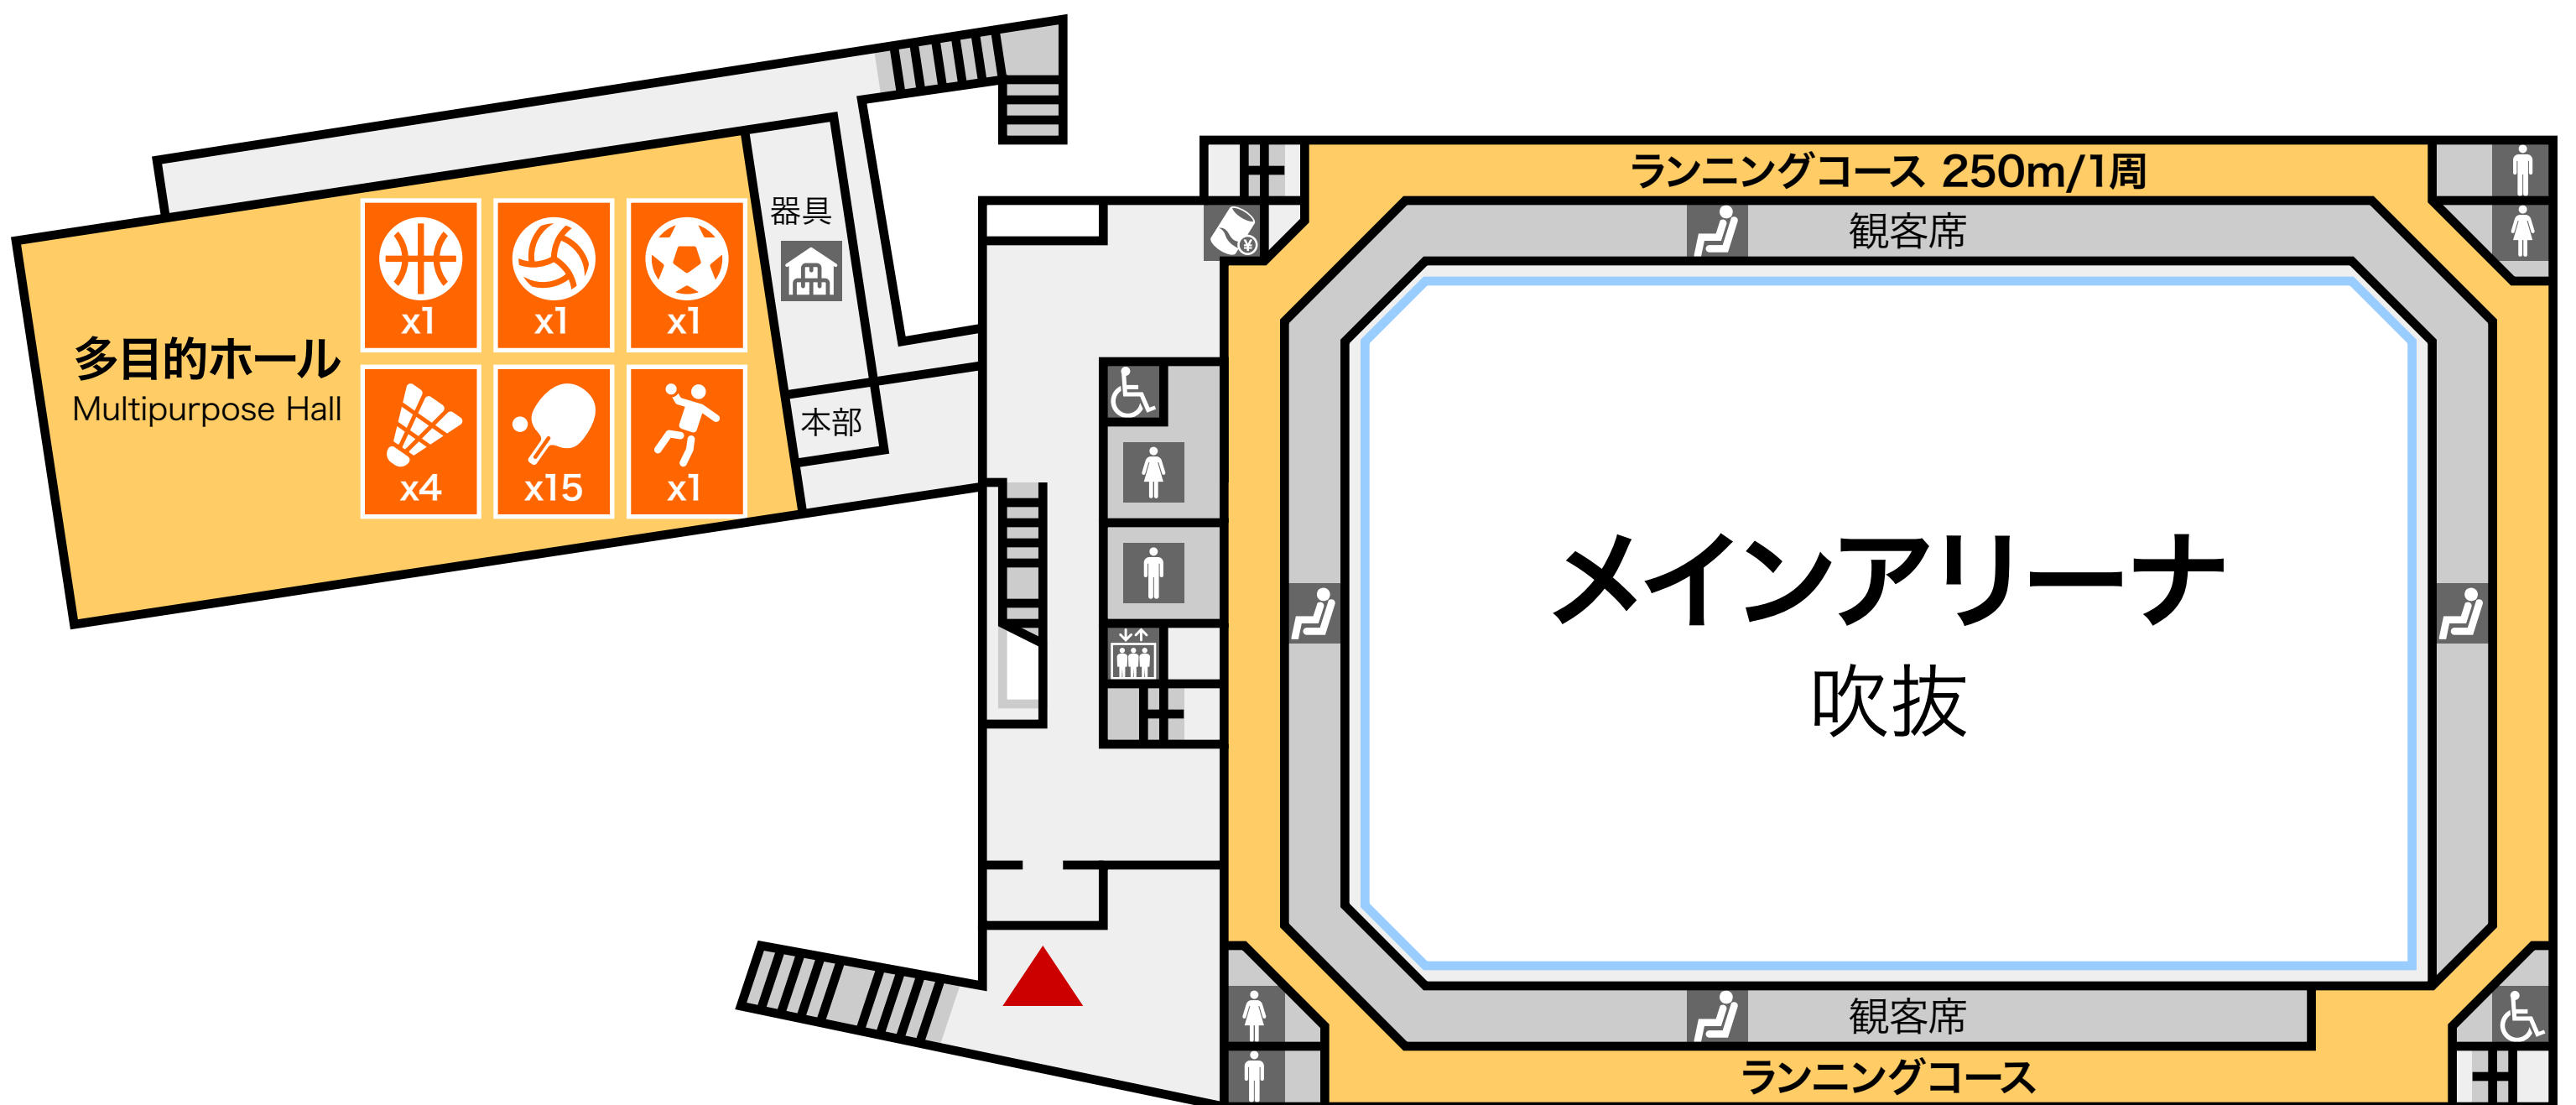 多目的ホール
Multipurpose Hall
x1
x1
x1
x4
x15
x1
器具
本部
¥
ランニングコース 250m/1周
観客席
メインアリーナ
吹抜
観客席
ランニングコース